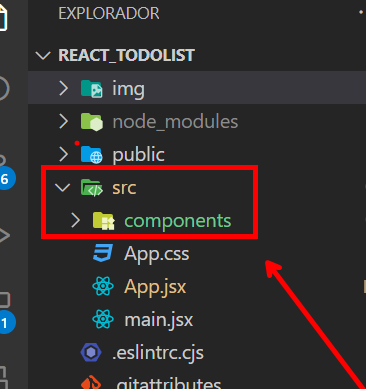 EXPLORADOR
REACT_TODOLIST
img
node_modules
public
src
components
App.css
App.jsx
main.jsx
.eslintrc.cjs
.gitattributes
6
1